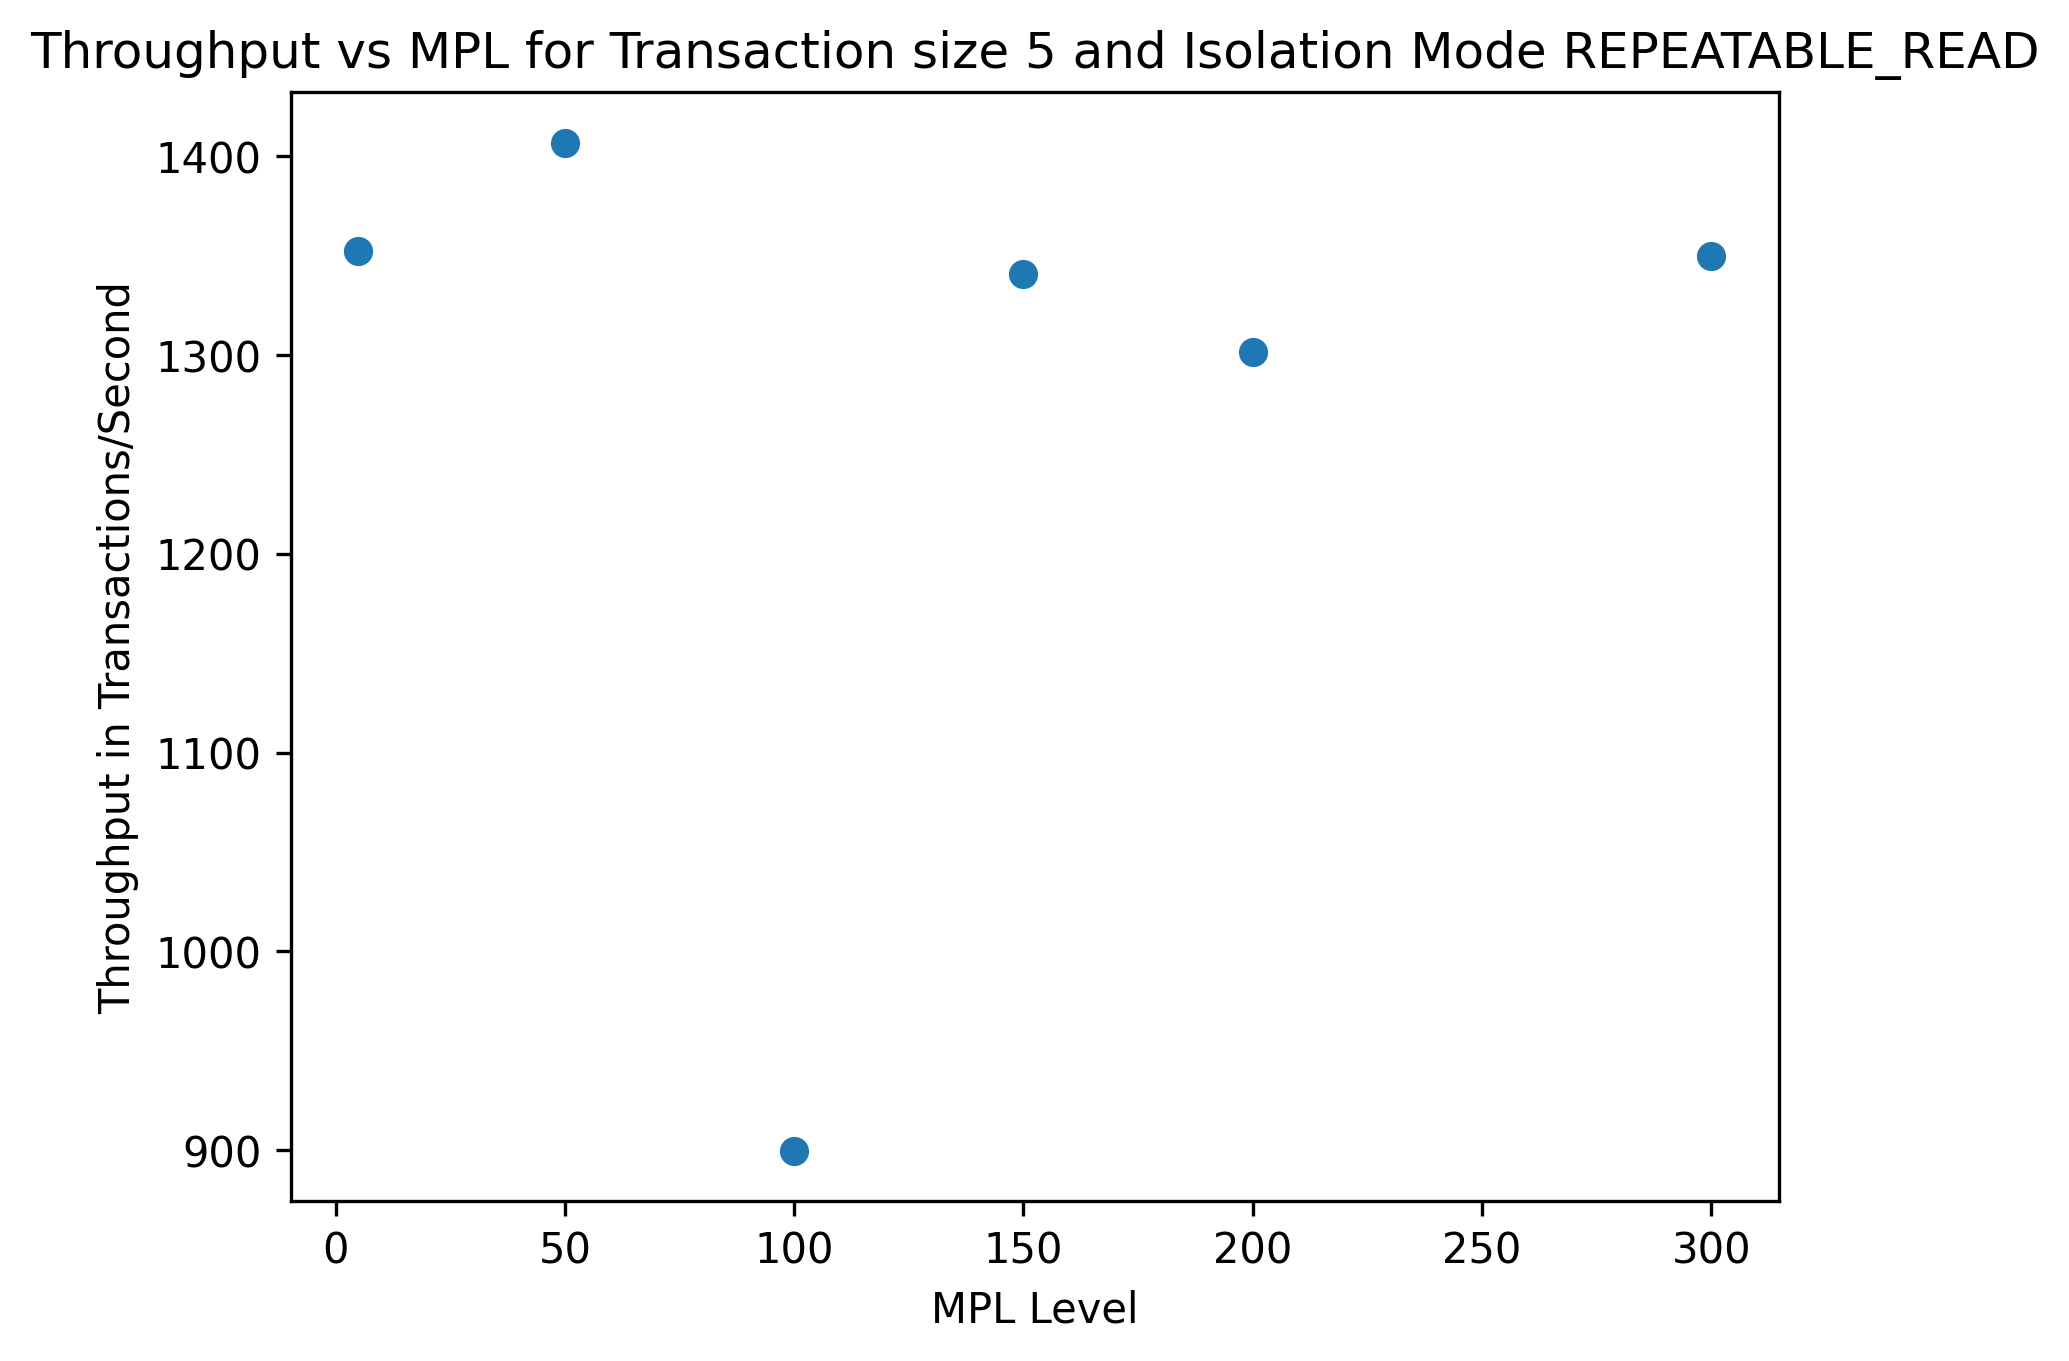 Throughput vs MPL for Transaction size 5 and Isolation Mode REPEATABLE_READ
Throughput in Transactions/Second
1400
1300
1200
1100
1000
900
0 50 100 150 200 250 300
MPL Level